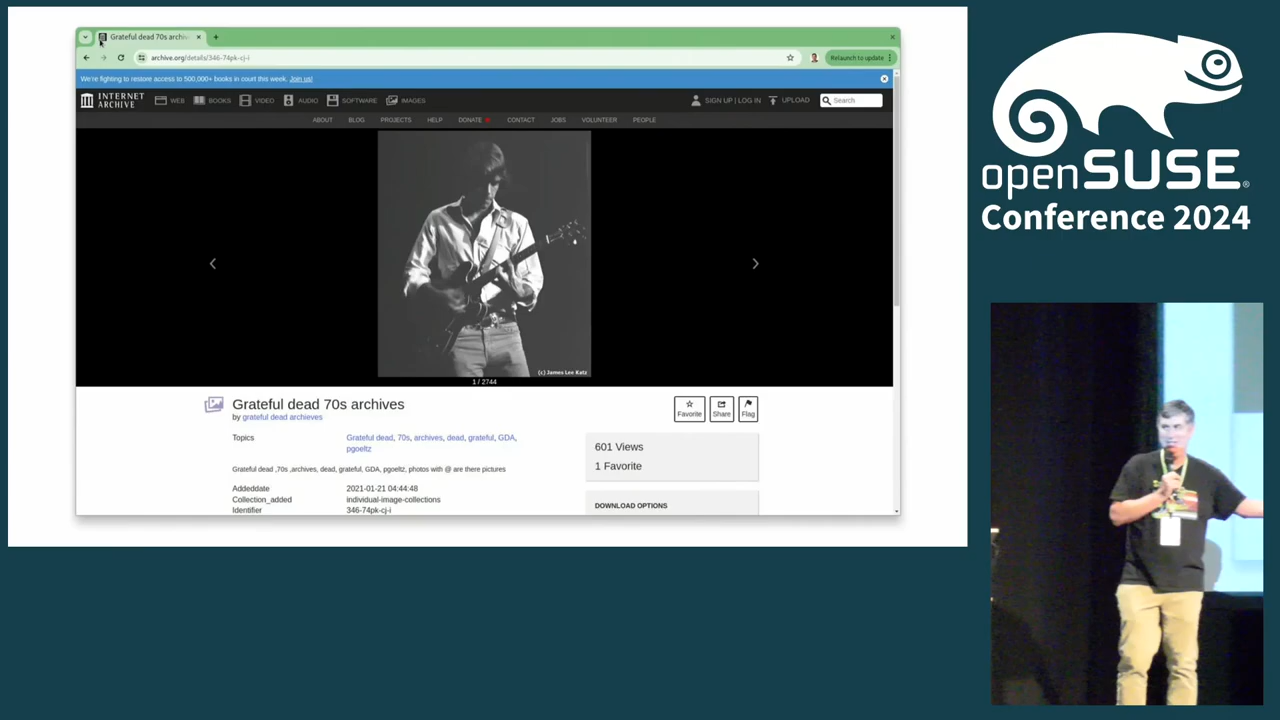 Grateful dead 70s archiv
archive.org/details/346-74pk-cj-i
Relaunch to update
We're fighting to restore access to 500,000+ books in court this week. Join us!
INTERNET ARCHIVE
WEB
BOOKS
VIDEO
AUDIO
SOFTWARE
IMAGES
SIGN UP | LOG IN
UPLOAD
Search
ABOUT
BLOG
PROJECTS
HELP
DONATE
CONTACT
JOBS
VOLUNTEER
PEOPLE
(c) James Lee Katz
1 / 2744
Grateful dead 70s archives
by grateful dead archieves
Favorite
Share
Flag
Topics
Grateful dead, 70s, archives, dead, grateful, GDA,
pgoeltz
601 Views
1 Favorite
Grateful dead ,70s ,archives, dead, grateful, GDA, pgoeltz, photos with @ are there pictures
Addeddate 2021-01-21 04:44:48
Collection_added individual-image-collections
Identifier 346-74pk-cj-i
DOWNLOAD OPTIONS
openSUSE®
Conference 2024